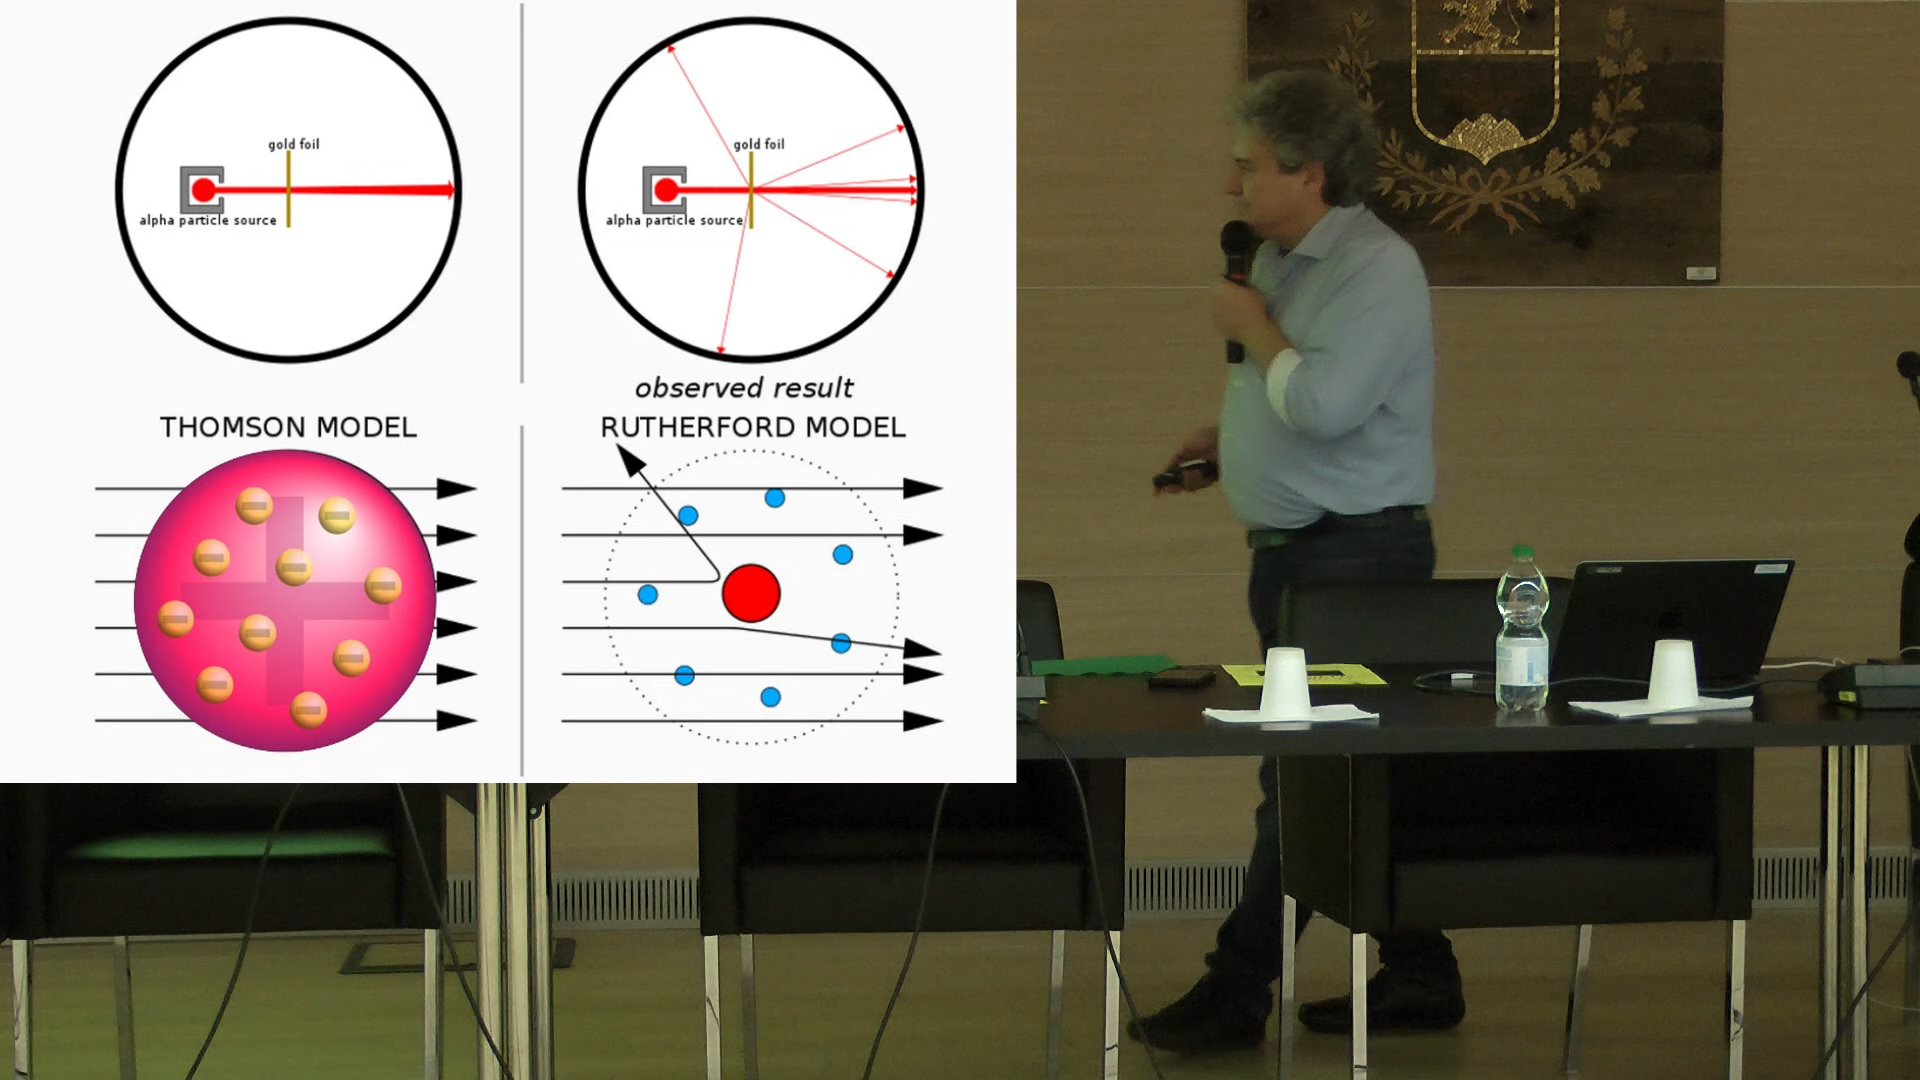 gold foil
alpha particle source
gold foil
alpha particle source
observed result
THOMSON MODEL
RUTHERFORD MODEL